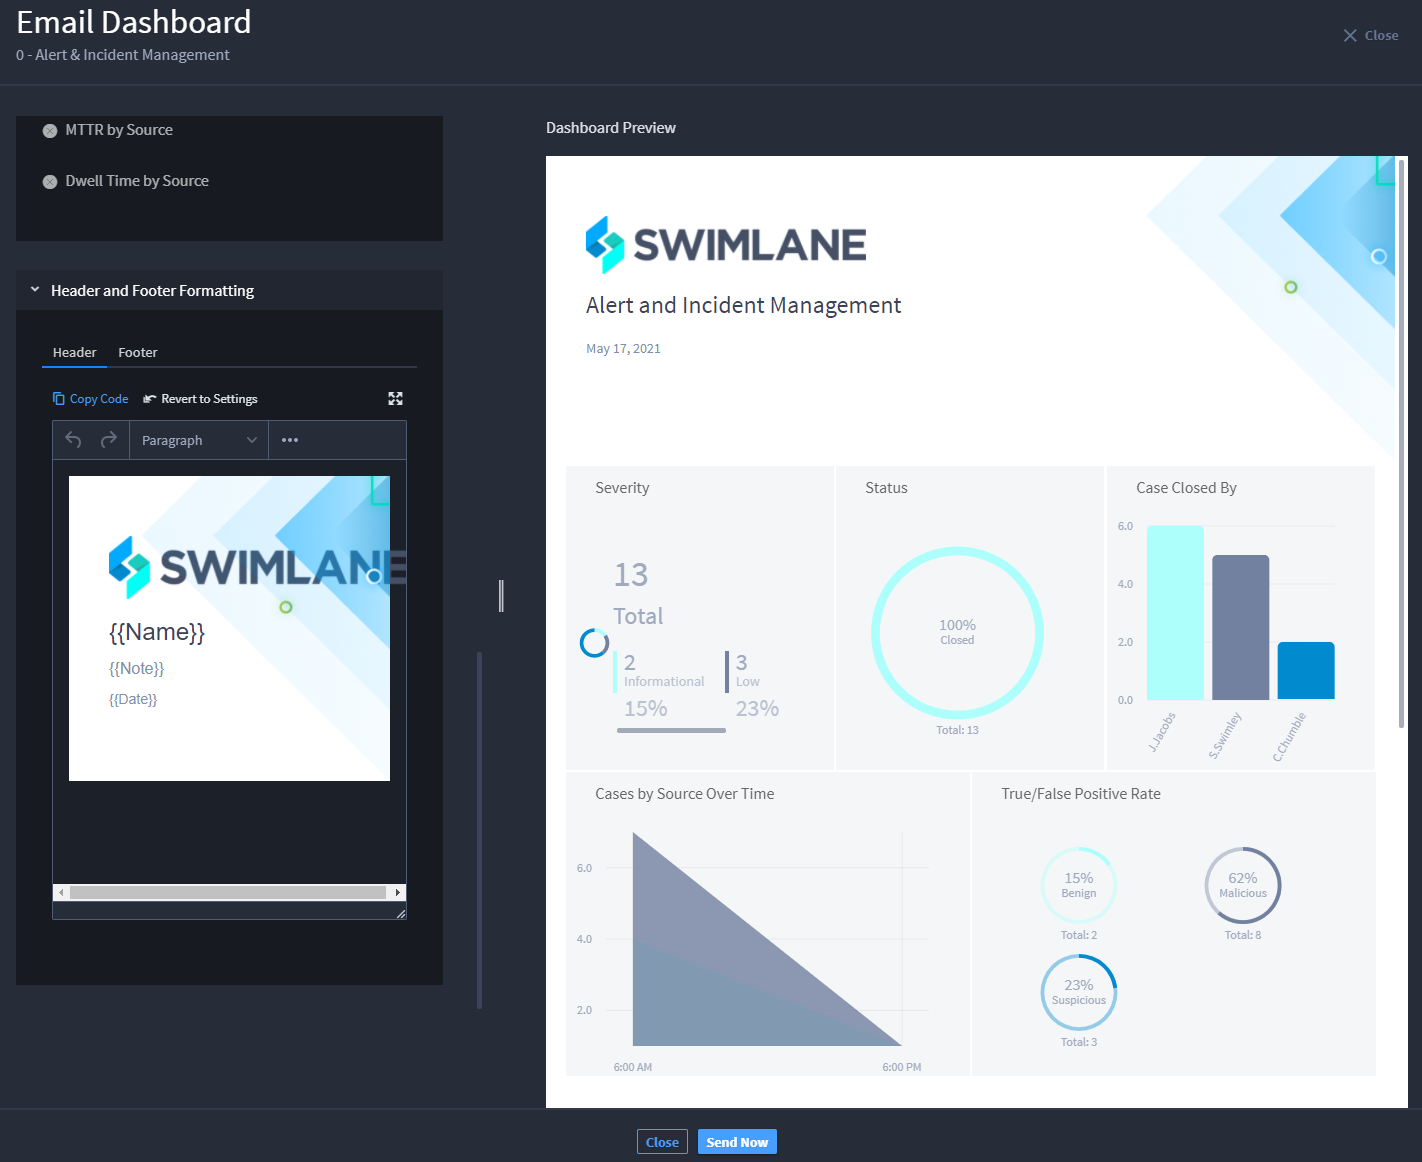 Email Dashboard
0 - Alert & Incident Management
Close
MTTR by Source
Dwell Time by Source
Header and Footer Formatting
Header
Footer
Copy Code
Revert to Settings
Paragraph
SWIMLANE
{{Name}}
{{Note}}
{{Date}}
Dashboard Preview
SWIMLANE
Alert and Incident Management
May 17, 2021
Severity
13
Total
2
Informational
15%
3
Low
23%
Status
100%
Closed
Total: 13
Case Closed By
6.0
4.0
2.0
0.0
J.Jacobs
S.Swimley
C.Chumble
Cases by Source Over Time
6.0
4.0
2.0
6:00 AM
6:00 PM
True/False Positive Rate
15%
Benign
Total: 2
62%
Malicious
Total: 8
23%
Suspicious
Total: 3
Close
Send Now